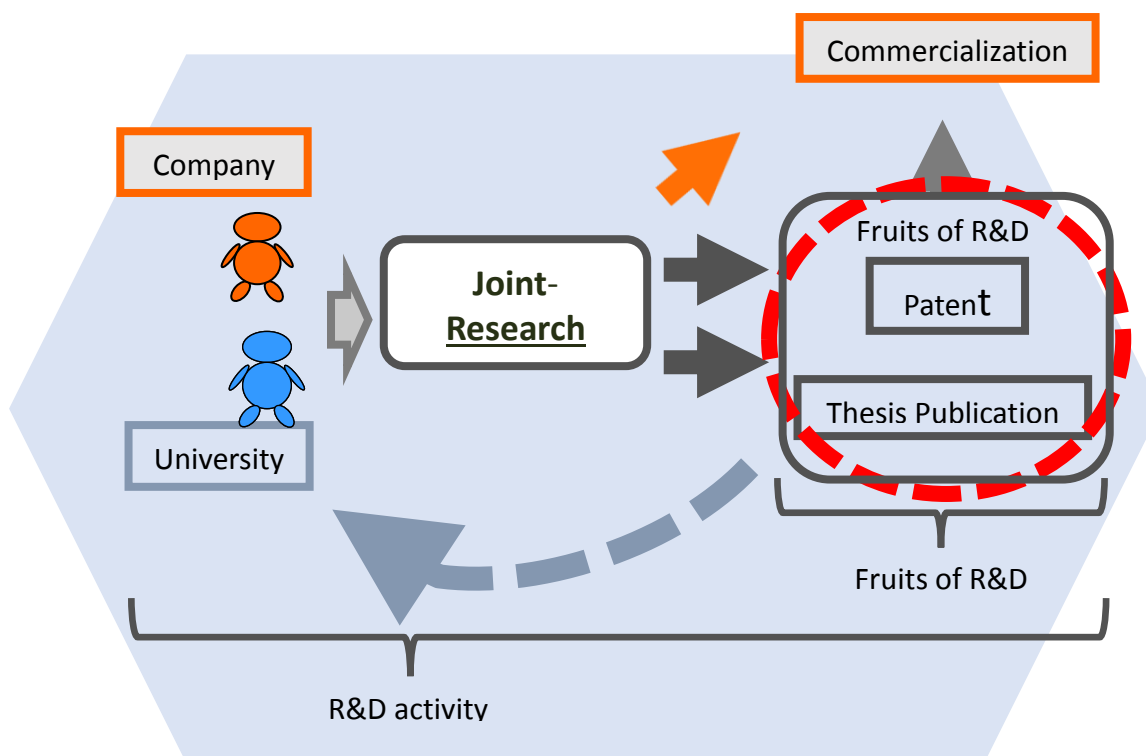 Commercialization
Company
Fruits of R&D
Joint-
Research
Patent
Thesis Publication
University
Fruits of R&D
R&D activity